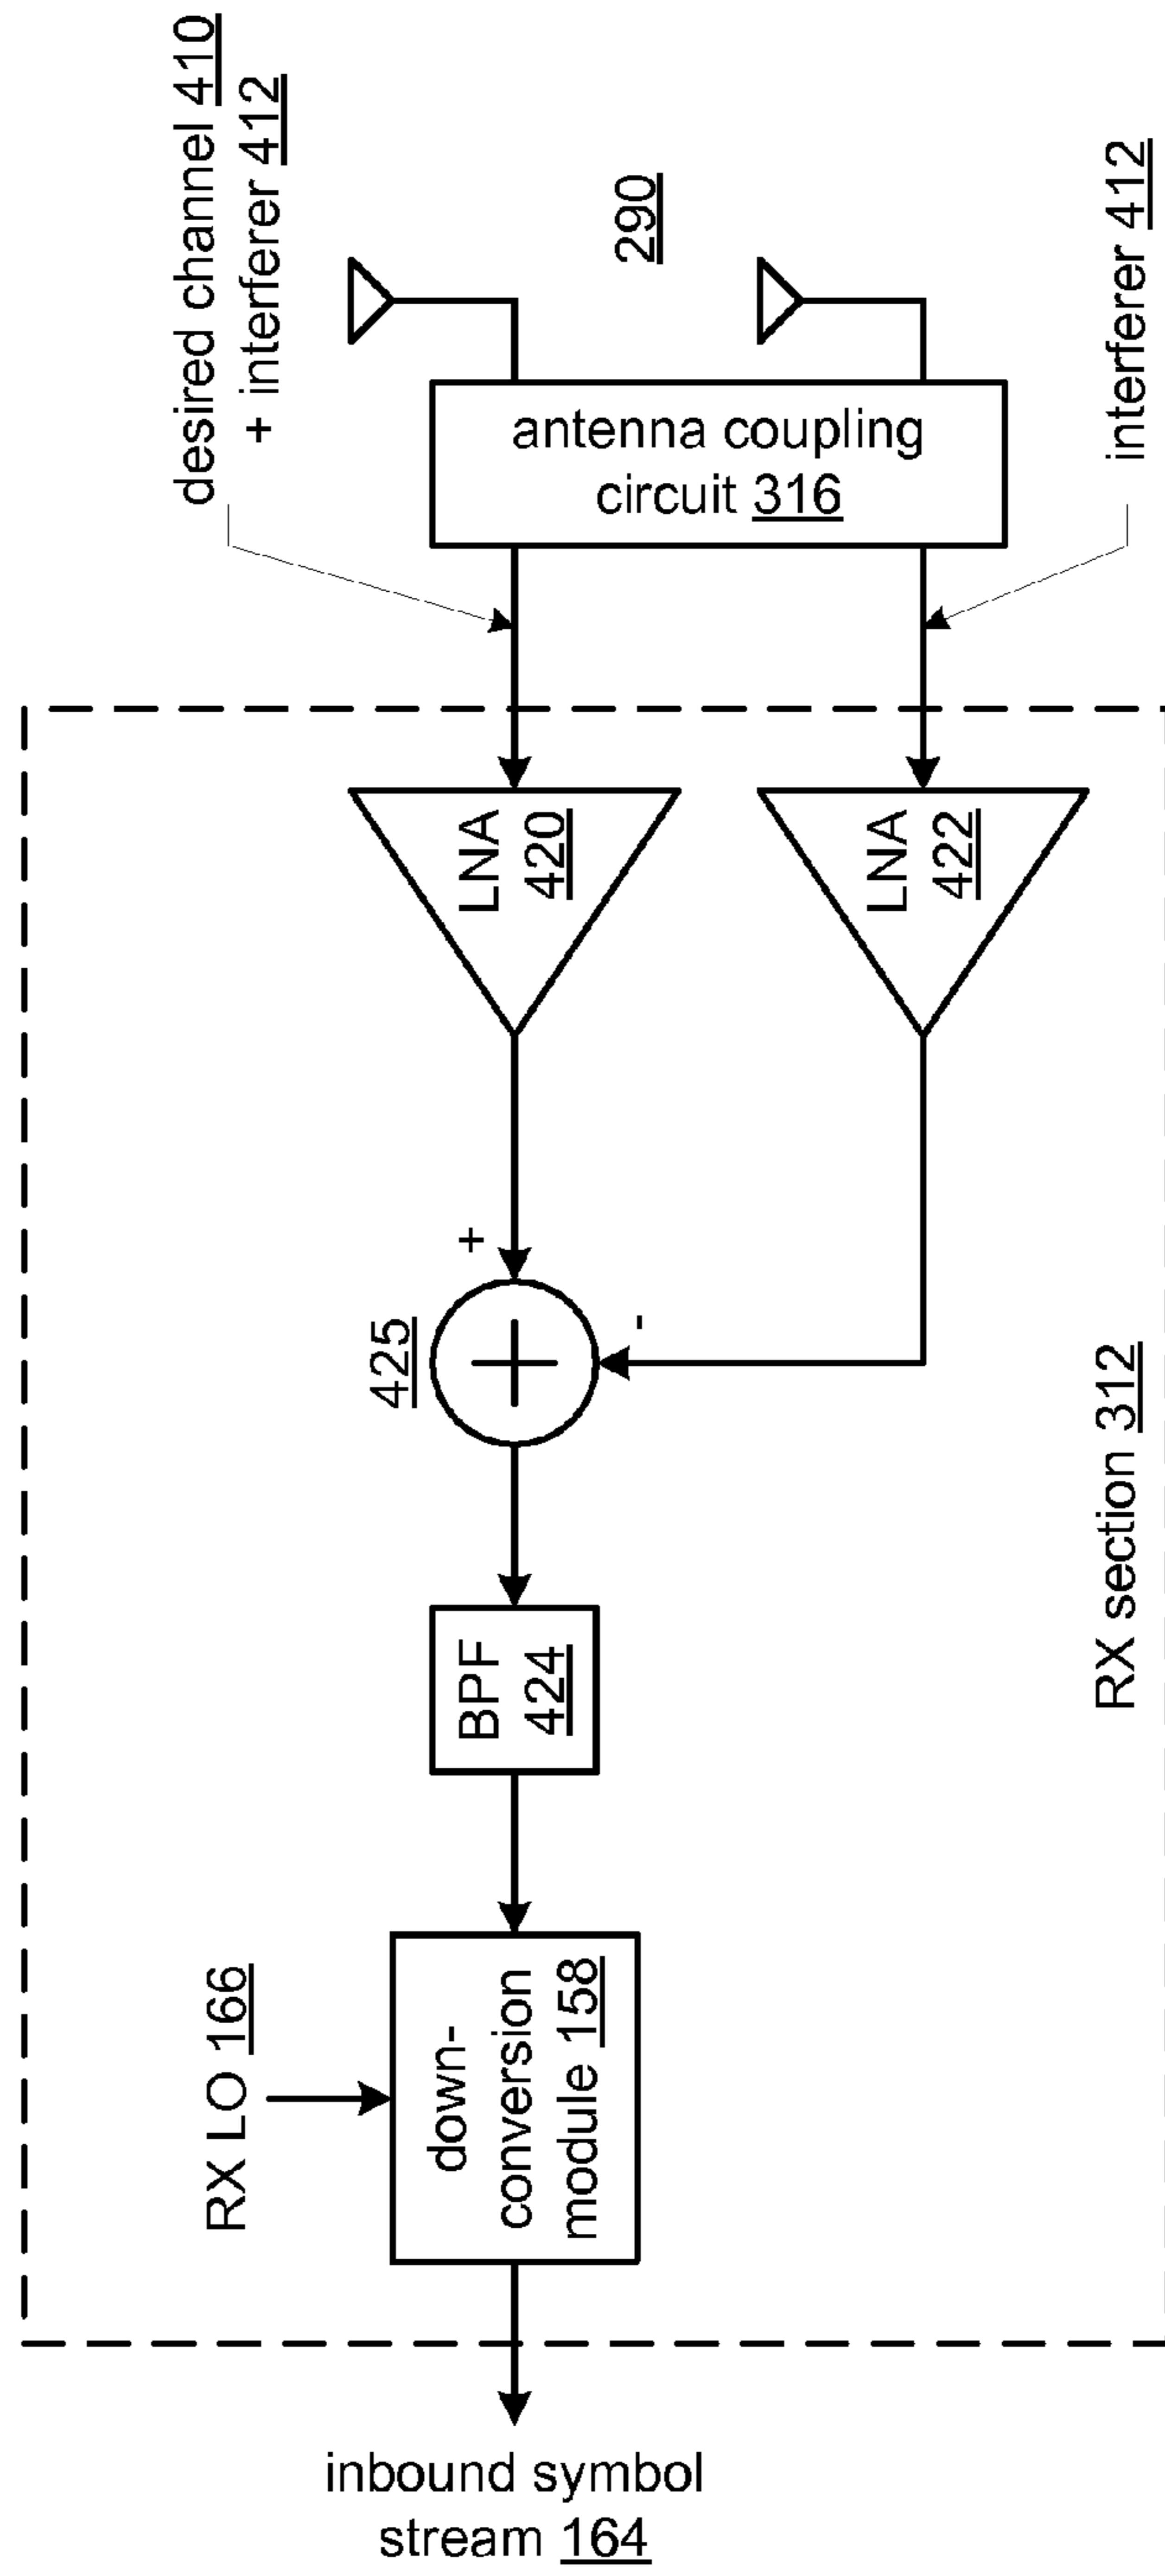 desired channel 410
+ interferer 412
290
antenna coupling
circuit 316
interferer 412
LNA
420
LNA
422
+
-
425
BPF
424
RX section 312
RX LO 166
down-
conversion
module 158
inbound symbol
stream 164